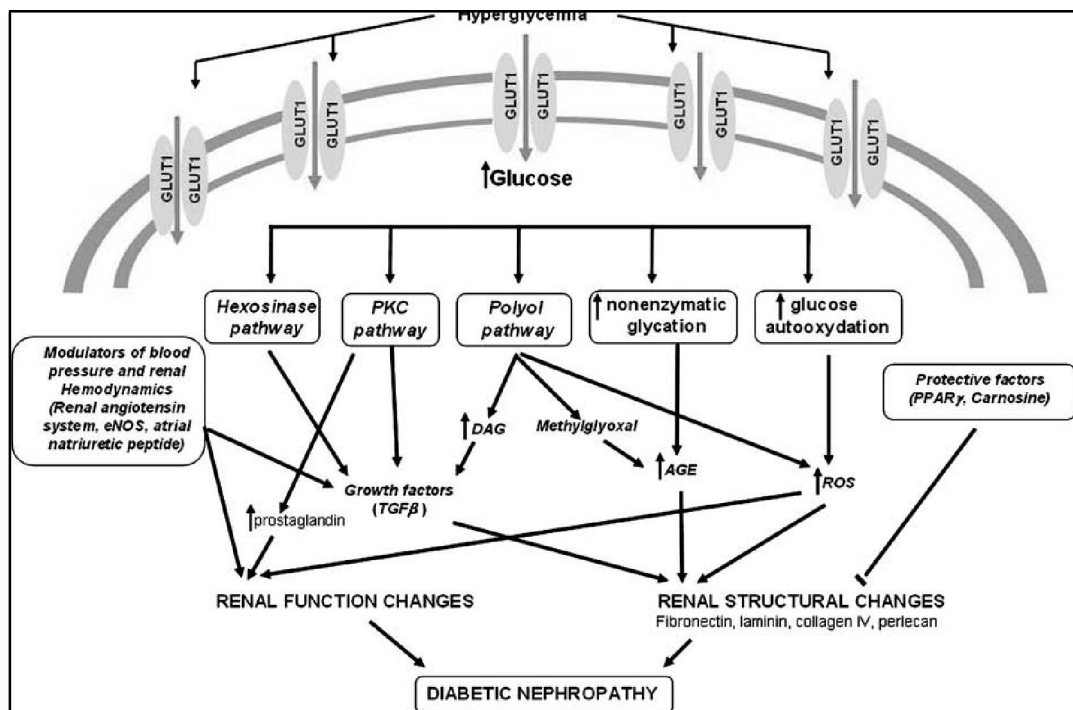 Hyperglycemia
GLUT1
GLUT1
GLUT1
GLUT1
GLUT1
GLUT1
GLUT1
GLUT1
GLUT1
GLUT1
↑Glucose
Hexosinase
pathway
PKC
pathway
Polyol
pathway
↑ nonenzymatic
glycation
↑ glucose
autooxydation
Modulators of blood
pressure and renal
Hemodynamics
(Renal angiotensin
system, eNOS, atrial
natriuretic peptide)
Protective factors
(PPARγ, Carnosine)
↑ DAG
Methylglyoxal
↑ AGE
↑ ROS
Growth factors
(TGFβ)
↑ prostaglandin
RENAL FUNCTION CHANGES
RENAL STRUCTURAL CHANGES
Fibronectin, laminin, collagen IV, perlecan
DIABETIC NEPHROPATHY